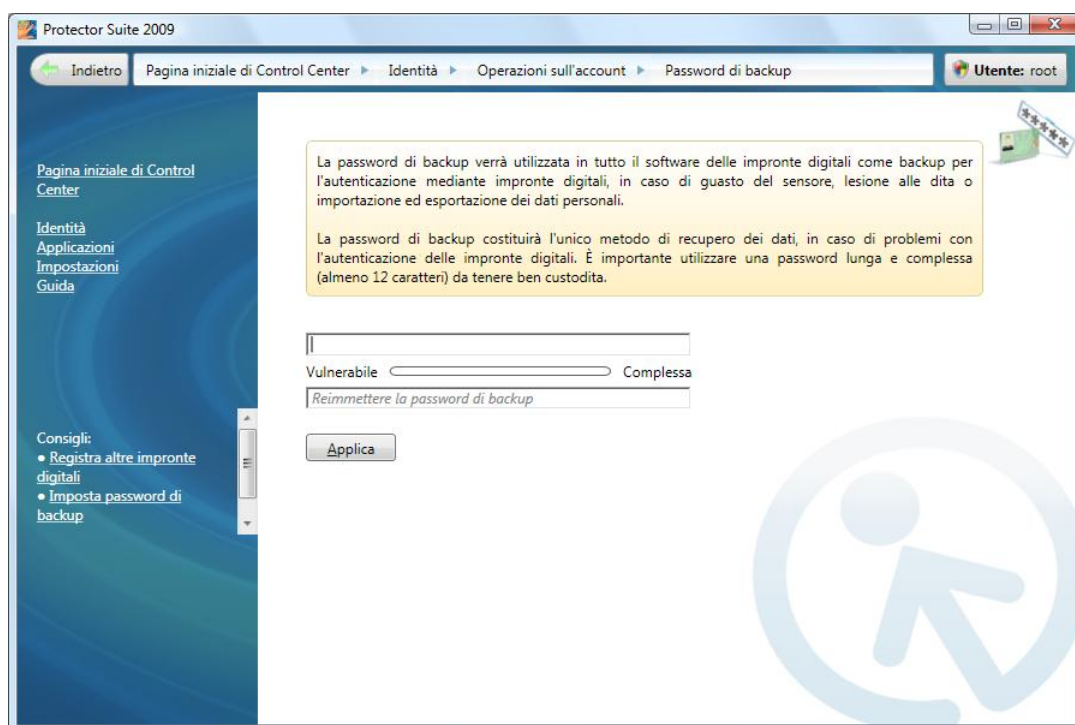 Protector Suite 2009
Indietro
Pagina iniziale di Control Center
Identità
Operazioni sull'account
Password di backup
Utente: root
Pagina iniziale di Control
Center
Identità
Applicazioni
Impostazioni
Guida
Consigli:
● Registra altre impronte
digitali
● Imposta password di
backup
La password di backup verrà utilizzata in tutto il software delle impronte digitali come backup per
l'autenticazione mediante impronte digitali, in caso di guasto del sensore, lesione alle dita o
importazione ed esportazione dei dati personali.
La password di backup costituirà l'unico metodo di recupero dei dati, in caso di problemi con
l'autenticazione delle impronte digitali. È importante utilizzare una password lunga e complessa
(almeno 12 caratteri) da tenere ben custodita.
Vulnerabile
Complessa
Reimmettere la password di backup
Applica